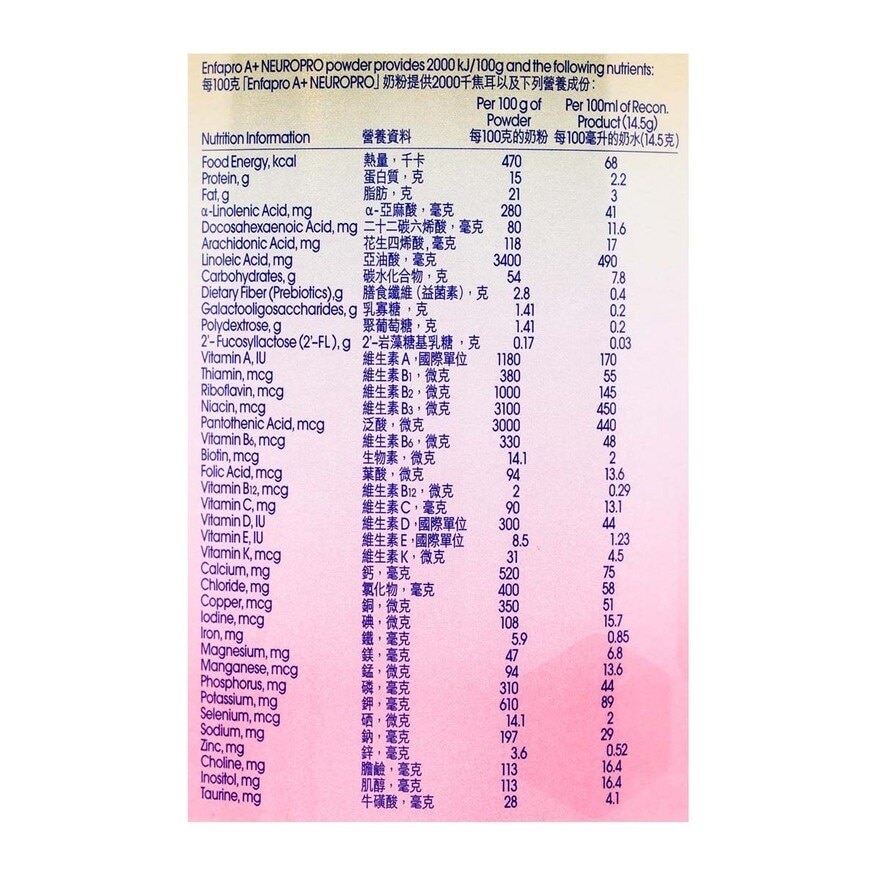 Enfapro A+ NEUROPRO powder provides 2000 kJ/100g and the following nutrients:
每100克「Enfapro A+ NEUROPRO」奶粉提供2000千焦耳以及下列營養成份：
Per 100 g of Per 100ml of Recon.
Powder Product (14.5g)
Nutrition Information 營養資料 每100克的奶粉 每100毫升的奶水(14.5克)
Food Energy, kcal 熱量，千卡 470 68
Protein, g 蛋白質，克 15 2.2
Fat, g 脂肪，克 21 3
α-Linolenic Acid, mg α-亞麻酸，毫克 280 41
Docosahexaenoic Acid, mg 二十二碳六烯酸，毫克 80 11.6
Arachidonic Acid, mg 花生四烯酸，毫克 118 17
Linoleic Acid, mg 亞油酸，毫克 3400 490
Carbohydrates, g 碳水化合物，克 54 7.8
Dietary Fiber (Prebiotics), g 膳食纖維（益菌素），克 2.8 0.4
Galactooligosaccharides, g 乳寡糖，克 1.41 0.2
Polydextrose, g 聚葡萄糖，克 1.41 0.2
2'- Fucosyllactose (2'-FL), g 2'-岩藻糖基乳糖，克 0.17 0.03
Vitamin A, IU 維生素A，國際單位 1180 170
Thiamin, mcg 維生素B1，微克 380 55
Riboflavin, mcg 維生素B2，微克 1000 145
Niacin, mcg 維生素B3，微克 3100 450
Pantothenic Acid, mcg 泛酸，微克 3000 440
Vitamin B6, mcg 維生素B6，微克 330 48
Biotin, mcg 生物素，微克 14.1 2
Folic Acid, mcg 葉酸，微克 94 13.6
Vitamin B12, mcg 維生素B12，微克 2 0.29
Vitamin C, mg 維生素C，毫克 90 13.1
Vitamin D, IU 維生素D，國際單位 300 44
Vitamin E, IU 維生素E，國際單位 8.5 1.23
Vitamin K, mcg 維生素K，微克 31 4.5
Calcium, mg 鈣，毫克 520 75
Chloride, mg 氯化物，毫克 400 58
Copper, mcg 銅，微克 350 51
Iodine, mcg 碘，微克 108 15.7
Iron, mg 鐵，毫克 5.9 0.85
Magnesium, mg 鎂，毫克 47 6.8
Manganese, mcg 錳，微克 94 13.6
Phosphorus, mg 磷，毫克 310 44
Potassium, mg 鉀，毫克 610 89
Selenium, mcg 硒，微克 14.1 2
Sodium, mg 鈉，毫克 197 29
Zinc, mg 鋅，毫克 3.6 0.52
Choline, mg 膽鹼，毫克 113 16.4
Inositol, mg 肌醇，毫克 113 16.4
Taurine, mg 牛磺酸，毫克 28 4.1